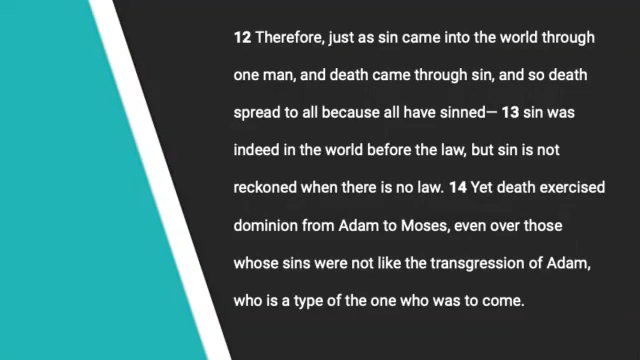 12 Therefore, just as sin came into the world through
one man, and death came through sin, and so death
spread to all because all have sinned— 13 sin was
indeed in the world before the law, but sin is not
reckoned when there is no law. 14 Yet death exercised
dominion from Adam to Moses, even over those
whose sins were not like the transgression of Adam,
who is a type of the one who was to come.